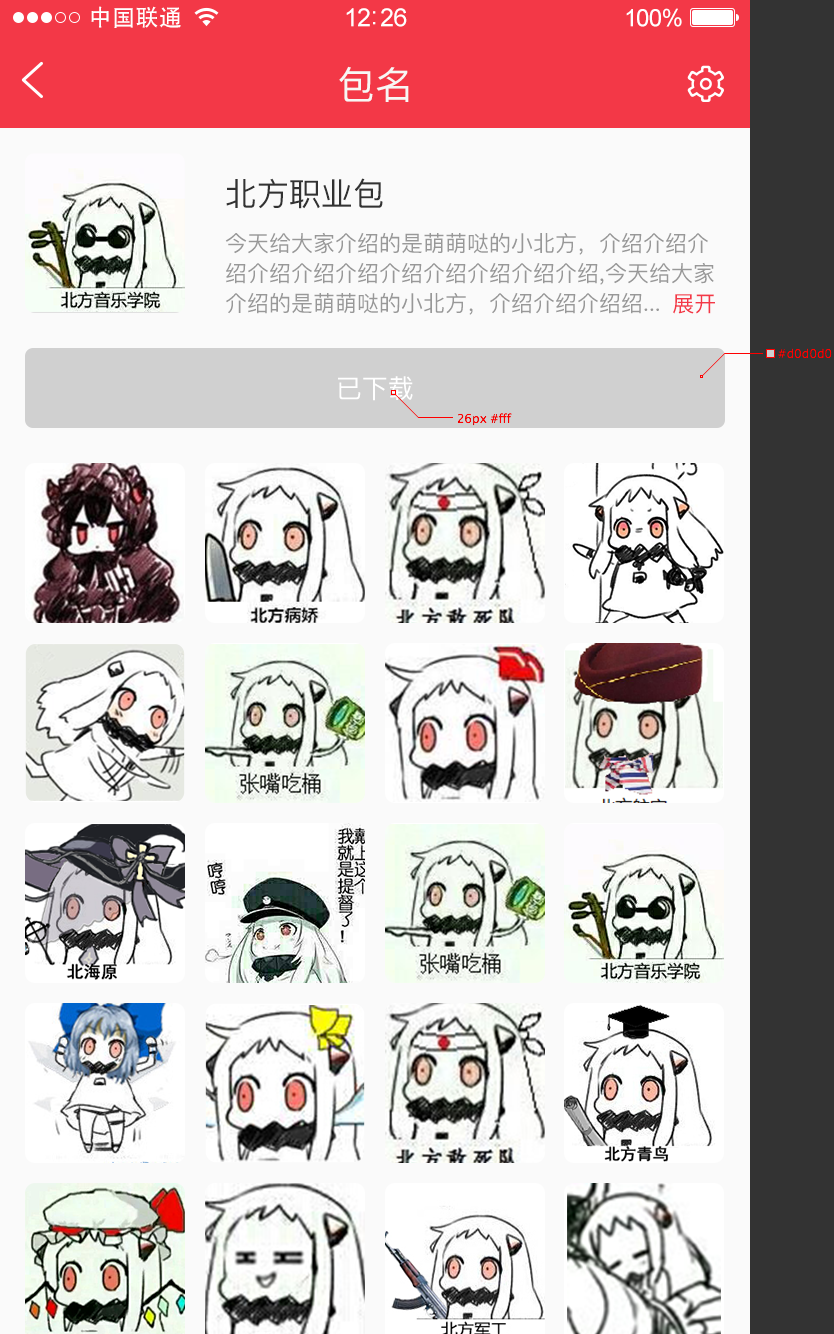 中国联通 12:26 100%
包名
北方音乐学院
北方职业包
今天给大家介绍的是萌萌哒的小北方，介绍介绍介
绍介绍介绍介绍介绍介绍介绍介绍介绍,今天给大家
介绍的是萌萌哒的小北方，介绍介绍介绍绍... 展开
已下载
#d0d0d0
26px #fff
北方病娇
北方敢死队
张嘴吃桶
北海原
哼哼
戴上这个
我就是提督了！
张嘴吃桶
北方音乐学院
北方敢死队
北方青鸟
北方军工